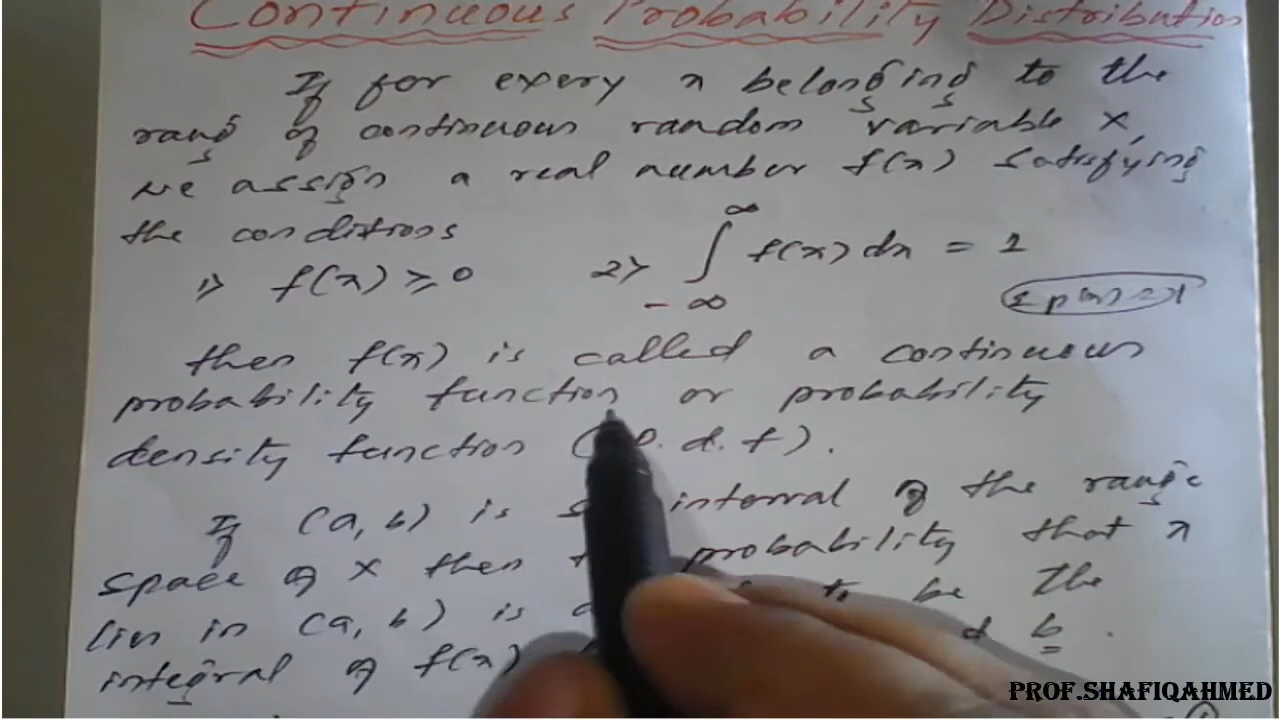 Continuous Probability Distribution
If for every x belonging to the
rang of continuous random variable X,
we assign a real number f(x) satisfying
the conditions
1) f(x) ≥ 0 2) ∫ f(x) dx = 1
∞
-∞
then f(x) is called a continuous
probability function or probability
density function ( p.d.f).
If (a, b) is interval of the range
space of X then probability that x
lies in (a, b) is to be the
integral of f(x) b.
PROF.SHAFIQAHMED